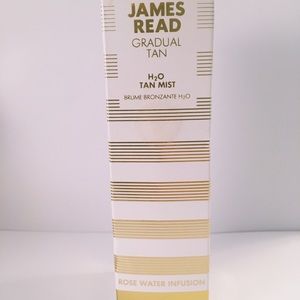 JAMES
READ
GRADUAL
TAN
H₂O
TAN MIST
BRUME BRONZANTE H₂O
ROSE WATER INFUSION